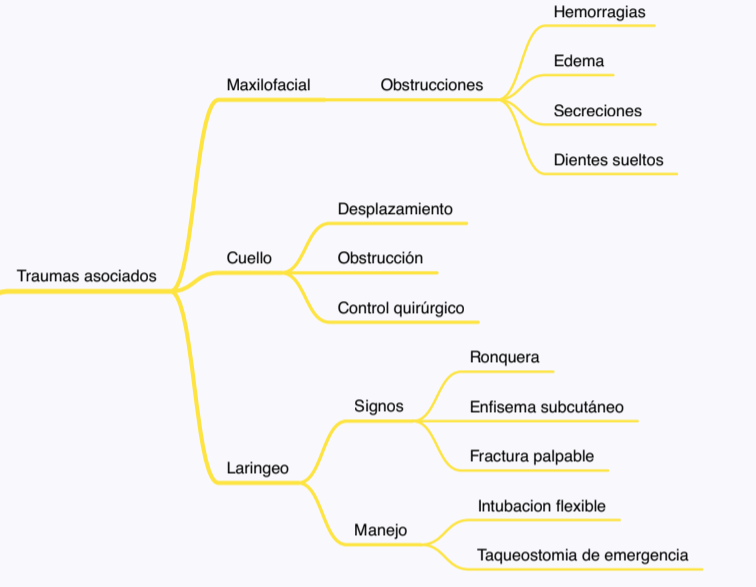 Traumas asociados
Maxilofacial
Obstrucciones
Hemorragias
Edema
Secreciones
Dientes sueltos
Cuello
Desplazamiento
Obstrucción
Control quirúrgico
Laringeo
Signos
Ronquera
Enfisema subcutáneo
Fractura palpable
Manejo
Intubacion flexible
Taqueostomia de emergencia